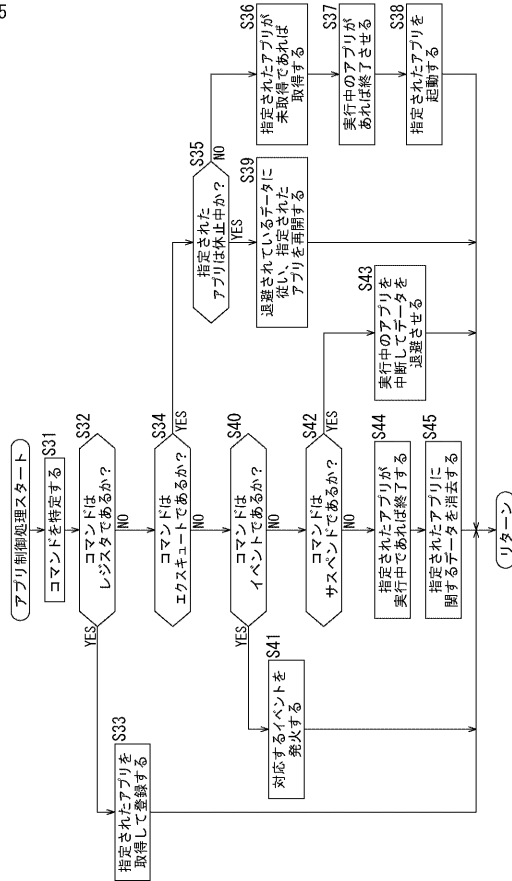 5
アプリ制御処理スタート
S31
コマンドを特定する
S32
コマンドは
レジスタであるか?
YES
NO
S33
指定されたアプリを
取得して登録する
S34
コマンドは
エクスキュートであるか?
YES
NO
S35
指定された
アプリは休止中か?
NO
YES
S36
指定されたアプリが
未取得であれば
取得する
S37
実行中のアプリが
あれば終了させる
S38
指定されたアプリを
起動する
S39
退避されているデータに
従い、指定された
アプリを再開する
S40
コマンドは
イベントであるか?
YES
NO
S41
対応するイベントを
発火する
S42
コマンドは
サスペンドであるか?
YES
NO
S43
実行中のアプリを
中断してデータを
退避させる
S44
指定されたアプリが
実行中であれば終了する
S45
指定されたアプリに
関するデータを消去する
リターン